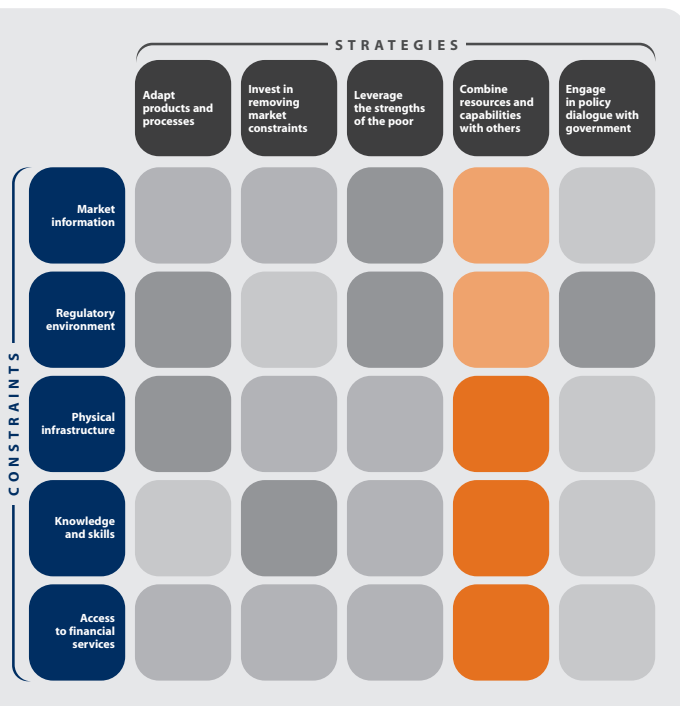 STRATEGIES
Adapt
products and
processes
Invest in
removing
market
constraints
Leverage
the strengths
of the poor
Combine
resources and
capabilities
with others
Engage
in policy
dialogue with
government
CONSTRAINTS
Market
information
Regulatory
environment
Physical
infrastructure
Knowledge
and skills
Access
to financial
services